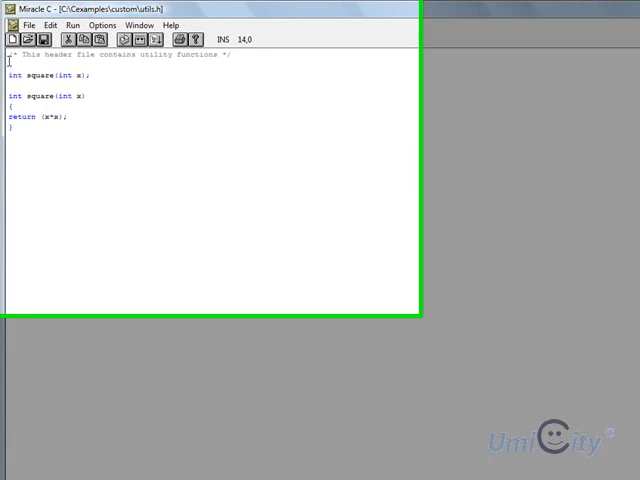 Miracle C - [C:\Cexamples\custom\utils.h]
File Edit Run Options Window Help
INS 14,0
/* This header file contains utility functions */
int square(int x);
int square(int x)
{
return (x*x);
}
UmiCity